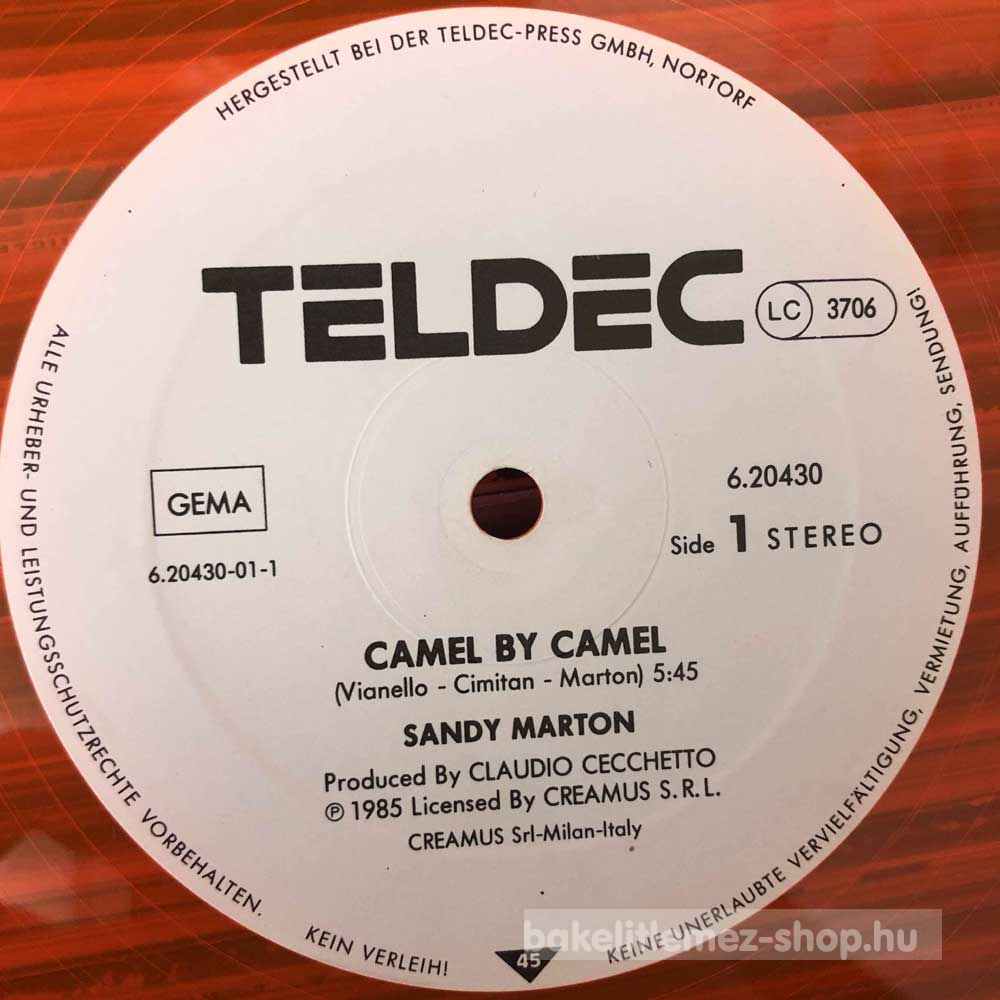 HERGESTELLT BEI DER TELDEC-PRESS GMBH, NORTORF
TELDEC
LC 3706
GEMA
6.20430
Side 1 STEREO
6.20430-01-1
CAMEL BY CAMEL
(Vianello - Cimitan - Marton) 5:45
SANDY MARTON
Produced By CLAUDIO CECCHETTO
℗ 1985 Licensed By CREAMUS S.R.L.
CREAMUS Srl-Milan-Italy
ALLE URHEBER- UND LEISTUNGSSCHUTZRECHTE VORBEHALTEN.
KEIN VERLEIH!
45
KEINE UNERLAUBTE VERVIELFÄLTIGUNG, VERMIETUNG, AUFFÜHRUNG, SENDUNG!
bakelitlemez-shop.hu